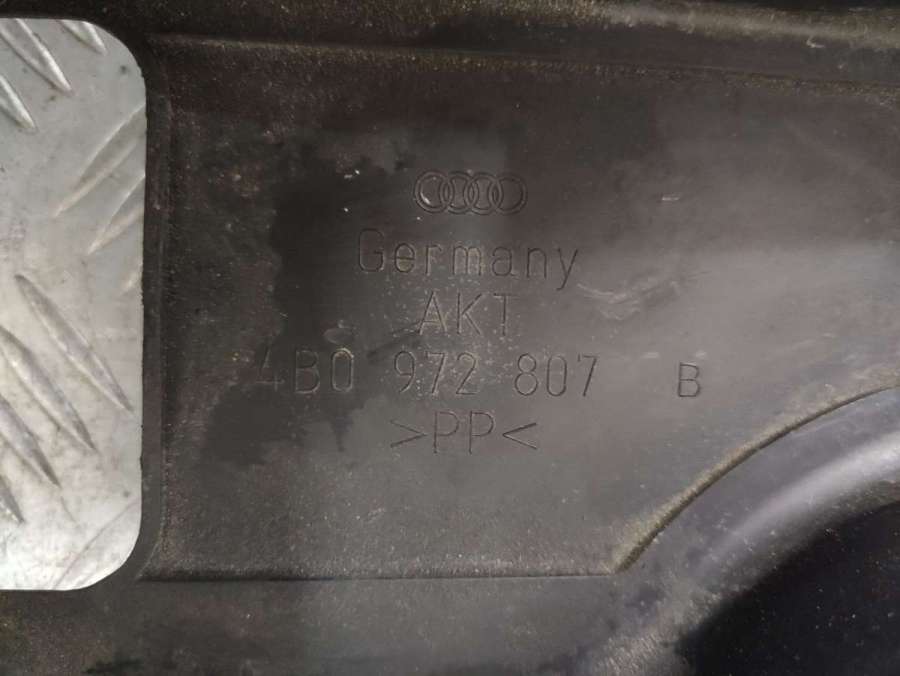 Germany
AKT
4B0 972 807 B
>PP<